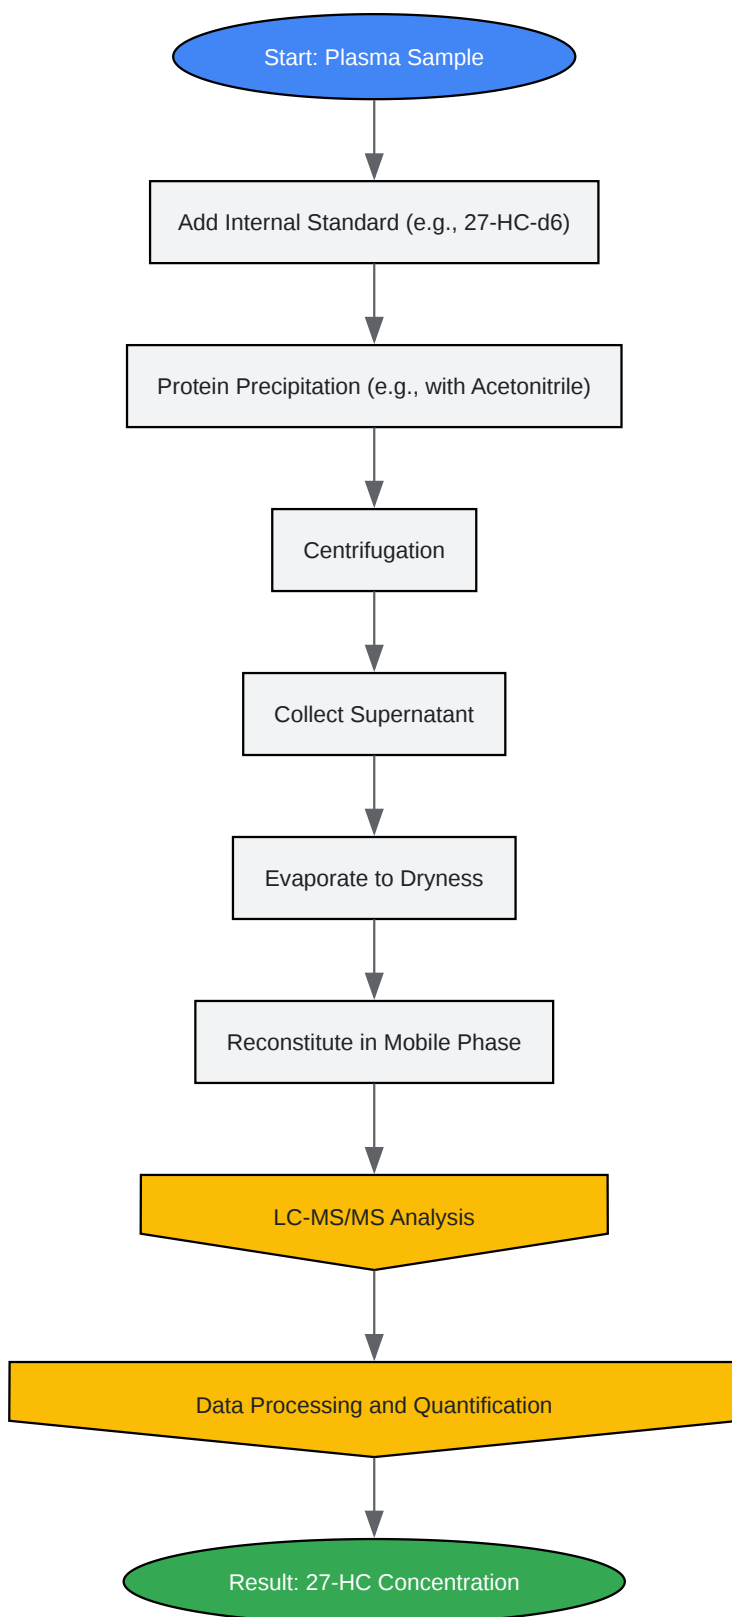 Start: Plasma Sample
Add Internal Standard (e.g., 27-HC-d6)
Protein Precipitation (e.g., with Acetonitrile)
Centrifugation
Collect Supernatant
Evaporate to Dryness
Reconstitute in Mobile Phase
LC-MS/MS Analysis
Data Processing and Quantification
Result: 27-HC Concentration